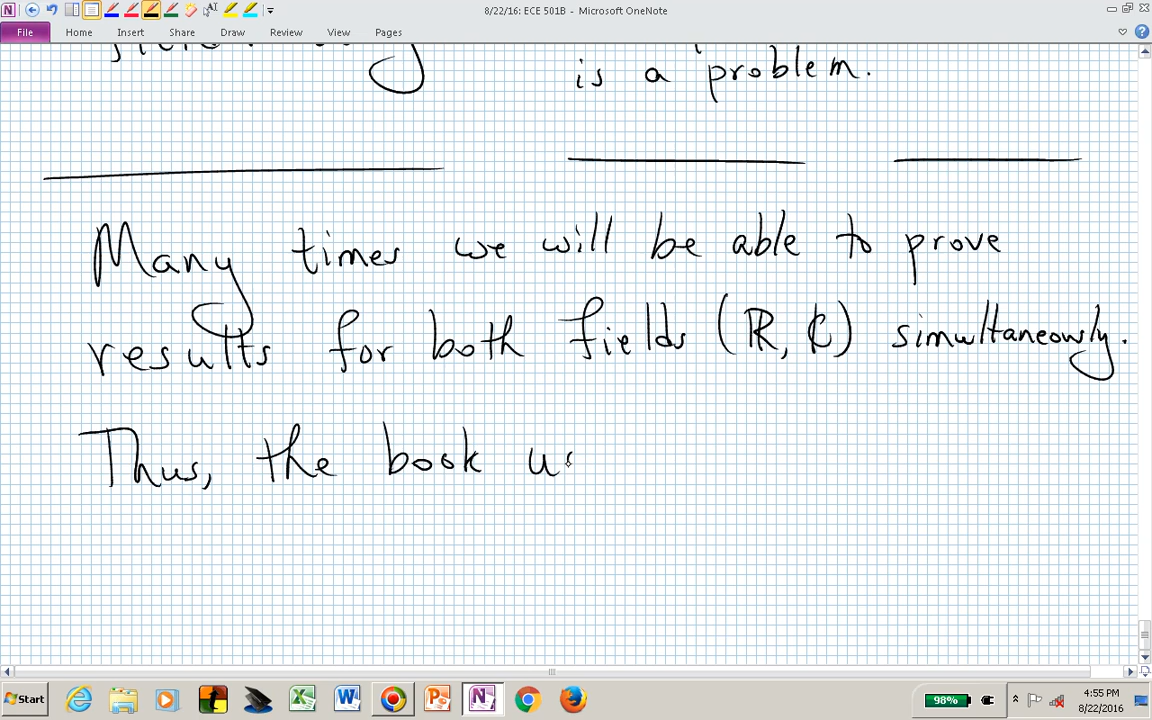 8/22/16: ECE 501B - Microsoft OneNote
File Home Insert Share Draw Review View Pages
is a problem.
Many times we will be able to prove
results for both fields (ℝ, ℂ) simultaneously.
Thus, the book us
98%
Start
4:55 PM
8/22/2016